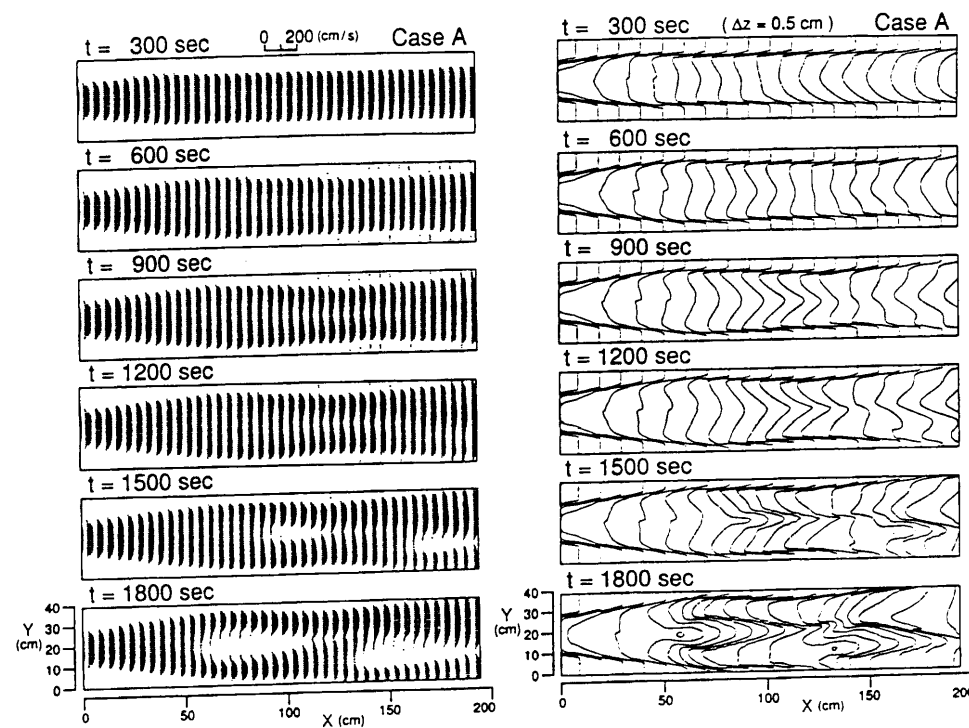 t = 300 sec
0 200 (cm/s)
Case A
t = 600 sec
t = 900 sec
t = 1200 sec
t = 1500 sec
t = 1800 sec
40
30
20
10
0
Y
(cm)
0 50 100 150 200
X (cm)
t = 300 sec
( Δz = 0.5 cm )
Case A
t = 600 sec
t = 900 sec
t = 1200 sec
t = 1500 sec
t = 1800 sec
40
30
20
10
0
Y
(cm)
0 50 100 150 200
X (cm)